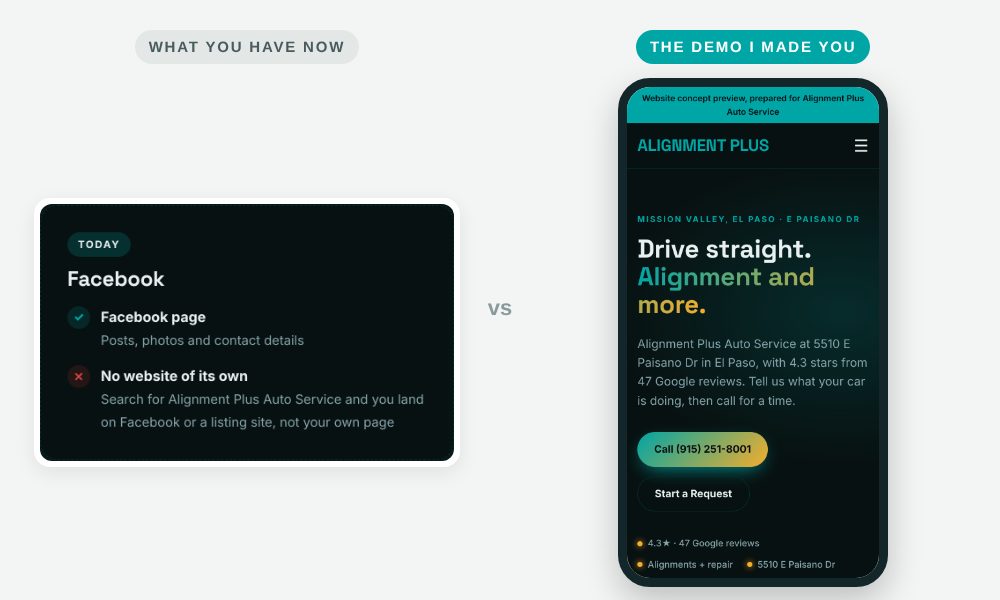 WHAT YOU HAVE NOW
TODAY
Facebook
Facebook page
Posts, photos and contact details
No website of its own
Search for Alignment Plus Auto Service and you land
on Facebook or a listing site, not your own page
vs
THE DEMO I MADE YOU
Website concept preview, prepared for Alignment Plus
Auto Service
ALIGNMENT PLUS
MISSION VALLEY, EL PASO · E PAISANO DR
Drive straight.
Alignment and
more.
Alignment Plus Auto Service at 5510 E
Paisano Dr in El Paso, with 4.3 stars from
47 Google reviews. Tell us what your car
is doing, then call for a time.
Call (915) 251-8001
Start a Request
4.3★ · 47 Google reviews
Alignments + repair
5510 E Paisano Dr